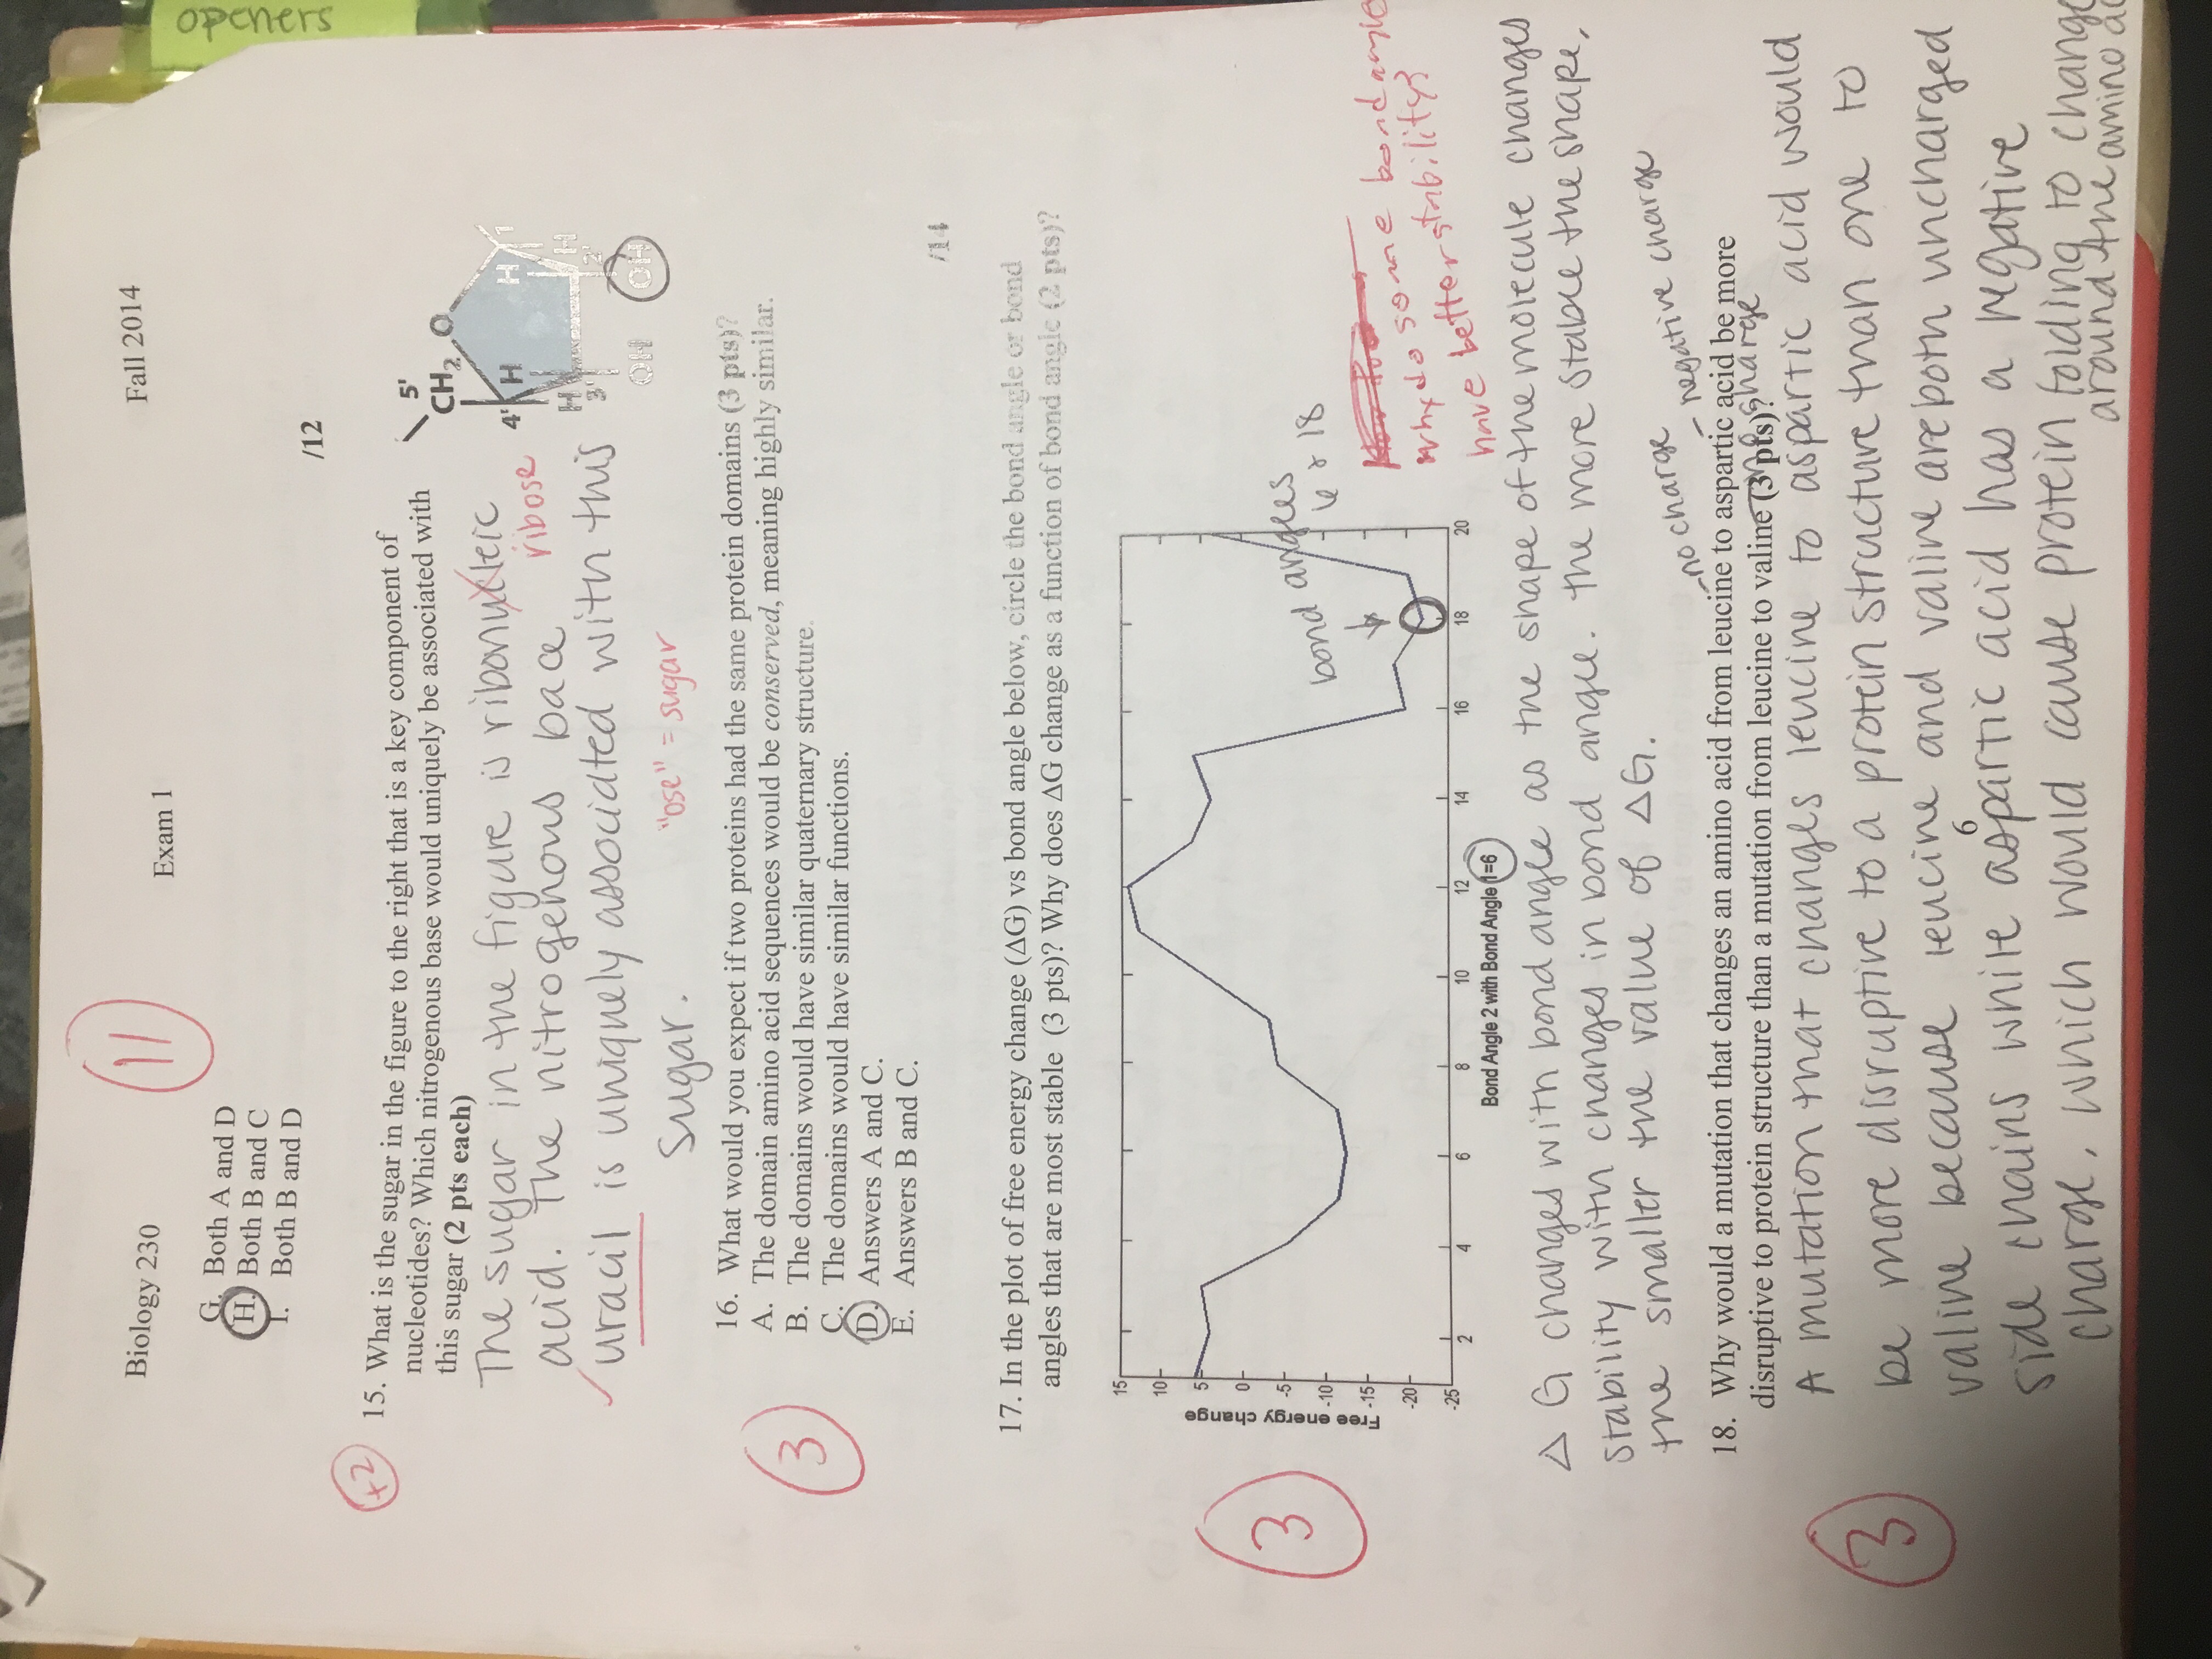 Biology 230
11
Exam 1
Fall 2014
openers
G. Both A and D
H. Both B and C
I. Both B and D
/12
+2
15. What is the sugar in the figure to the right that is a key component of
nucleotides? Which nitrogenous base would uniquely be associated with
this sugar (2 pts each)
The sugar in the figure is ribonucleic
acid. The nitrogenous bace
ribose
uracil is uniquely associated with this
sugar.
"ose" = sugar
5'
CH2 O
4' H H 1
H H
3' 2'
OH OH
3
16. What would you expect if two proteins had the same protein domains (3 pts)?
A. The domain amino acid sequences would be conserved, meaning highly similar.
B. The domains would have similar quaternary structure.
C. The domains would have similar functions.
D. Answers A and C.
E. Answers B and C.
/14
17. In the plot of free energy change (ΔG) vs bond angle below, circle the bond angle or bond
angles that are most stable (3 pts)? Why does ΔG change as a function of bond angle (2 pts)?
3
Free energy change
15
10
5
0
-5
-10
-15
-20
-25
2 4 6 8 10 12 14 16 18 20
Bond Angle 2 with Bond Angle 1=6
bond angles
6 & 18
Why do some bond angle
have better stability?
Δ G changes with bond angle as the shape of the molecule changes
stability with changes in bond angle. The more stable the shape,
the smaller the value of ΔG.
-no charge
- negative charge
18. Why would a mutation that changes an amino acid from leucine to aspartic acid be more
disruptive to protein structure than a mutation from leucine to valine (3 pts)?
no charge
3
A mutation that changes leucine to aspartic acid would
be more disruptive to a protein structure than one to
valine because leucine and valine are both uncharged
6
side chains while aspartic acid has a negative
charge, which would cause protein folding to change
around the amino ac